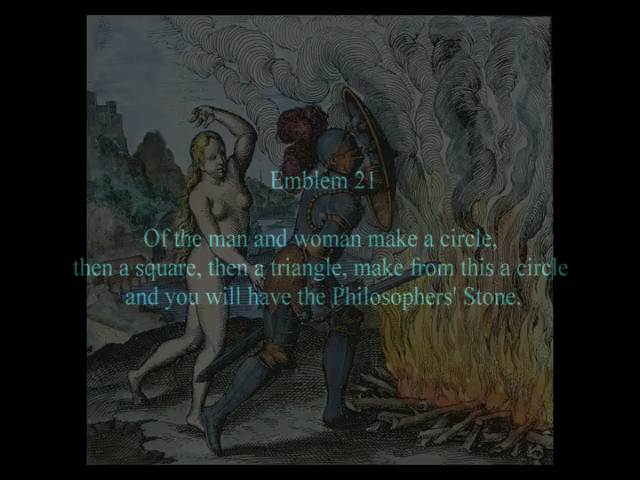 Emblem 21
Of the man and woman make a circle,
then a square, then a triangle, make from this a circle
and you will have the Philosophers' Stone.